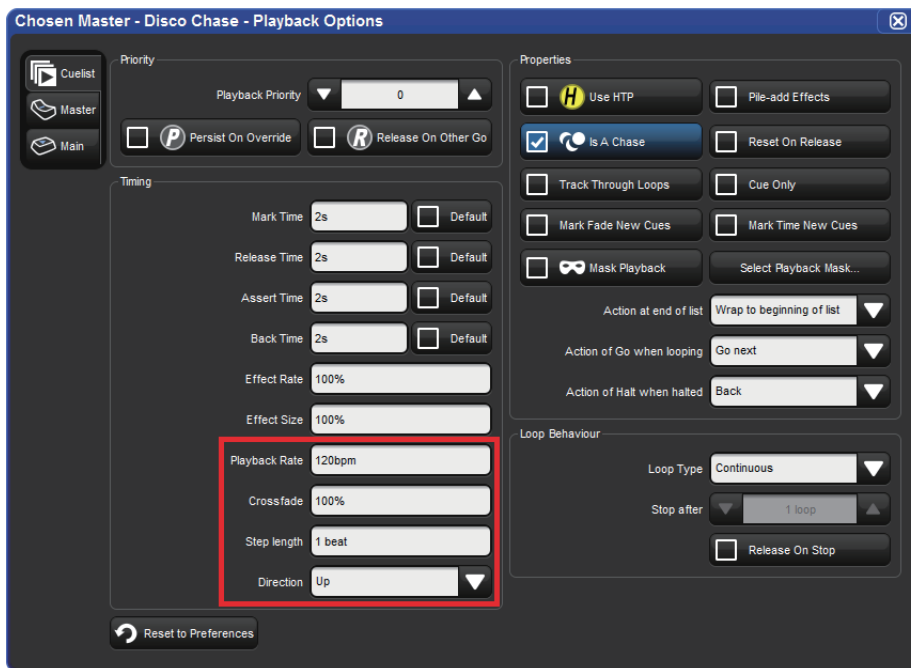 Chosen Master - Disco Chase - Playback Options
Cuelist
Master
Main
Priority
Playback Priority 0
P Persist On Override R Release On Other Go
Timing
Mark Time 2s Default
Release Time 2s Default
Assert Time 2s Default
Back Time 2s Default
Effect Rate 100%
Effect Size 100%
Playback Rate 120bpm
Crossfade 100%
Step length 1 beat
Direction Up
Reset to Preferences
Properties
H Use HTP Pile-add Effects
Is A Chase Reset On Release
Track Through Loops Cue Only
Mark Fade New Cues Mark Time New Cues
Mask Playback Select Playback Mask...
Action at end of list Wrap to beginning of list
Action of Go when looping Go next
Action of Halt when halted Back
Loop Behaviour
Loop Type Continuous
Stop after 1 loop
Release On Stop